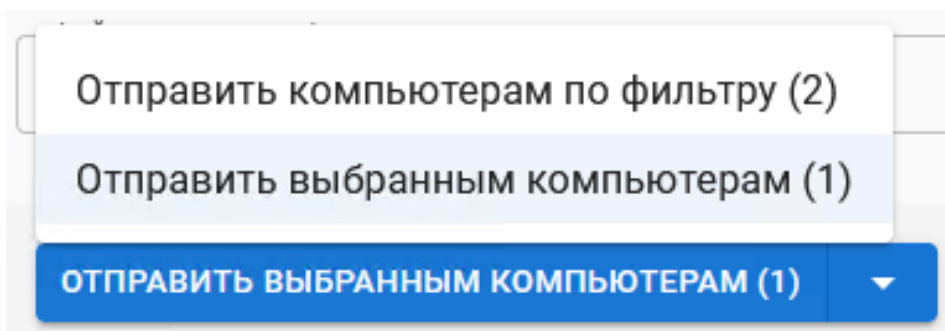 Отправить компьютерам по фильтру (2)
Отправить выбранным компьютерам (1)
ОТПРАВИТЬ ВЫБРАННЫМ КОМПЬЮТЕРАМ (1)